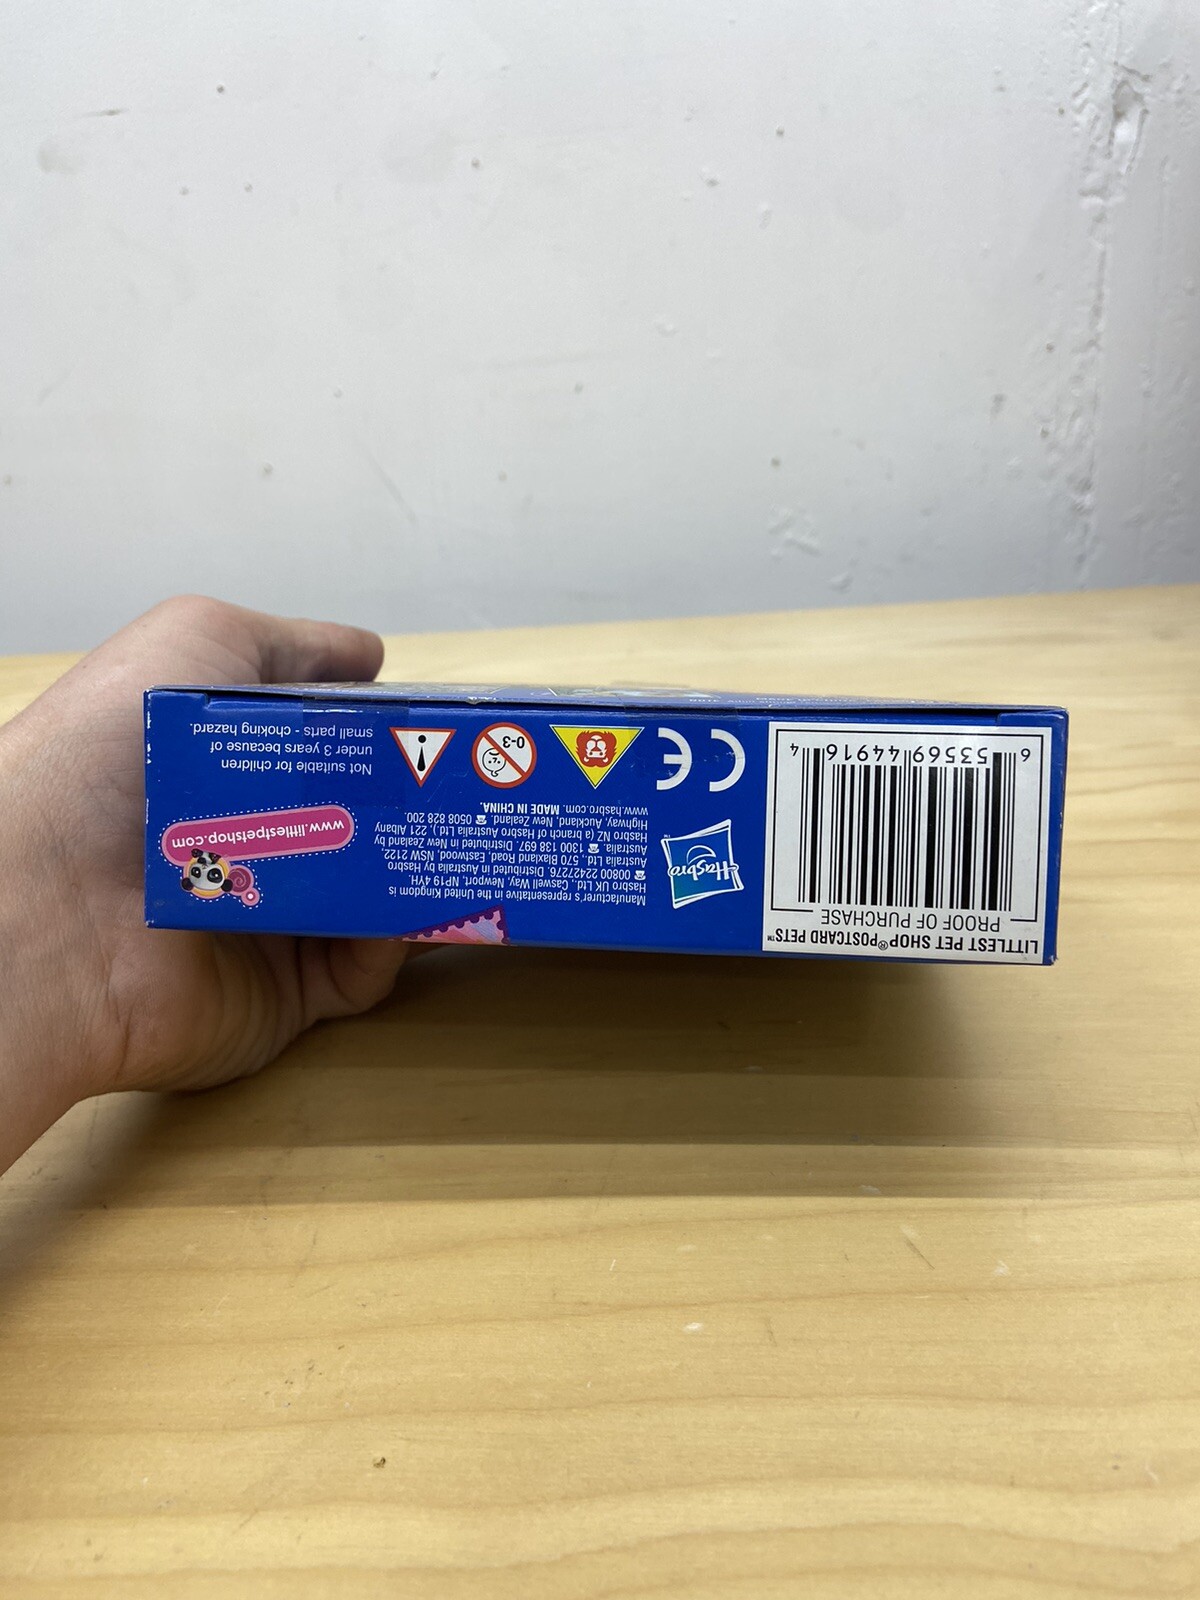 LITTLEST PET SHOP® POSTCARD PETS™
PROOF OF PURCHASE
6 53569 44916 4
Hasbro
™
CE
Manufacturer's representative in the United Kingdom is
Hasbro UK Ltd., Caswell Way, Newport, NP19 4YH.
☎ 00800 22427276. Distributed in Australia by Hasbro
Australia Ltd., 570 Blaxland Road, Eastwood, NSW 2122,
Australia. ☎ 1300 138 697. Distributed in New Zealand by
Hasbro NZ (a branch of Hasbro Australia Ltd.), 221 Albany
Highway, Auckland, New Zealand. ☎ 0508 828 200.
www.hasbro.com. MADE IN CHINA.
0-3
www.littlestpetshop.com
Not suitable for children
under 3 years because of
small parts - choking hazard.